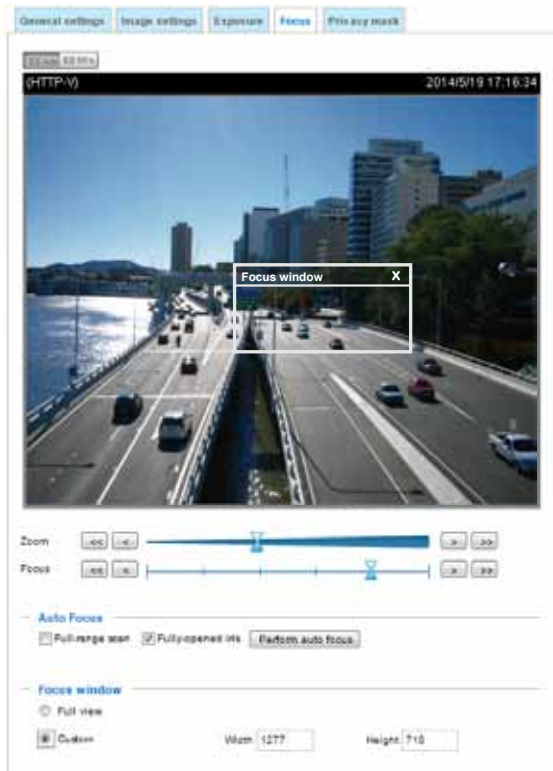 General settings Image settings Exposure Focus Privacy mask
(HTTP-V) 2014/5/19 17:16:34
Focus window X
Zoom << < > >>
Focus << < > >>
Auto Focus
Full-range scan Fully-opened iris Perform auto focus
Focus window
Full view
Custom Width 1277 Height 718